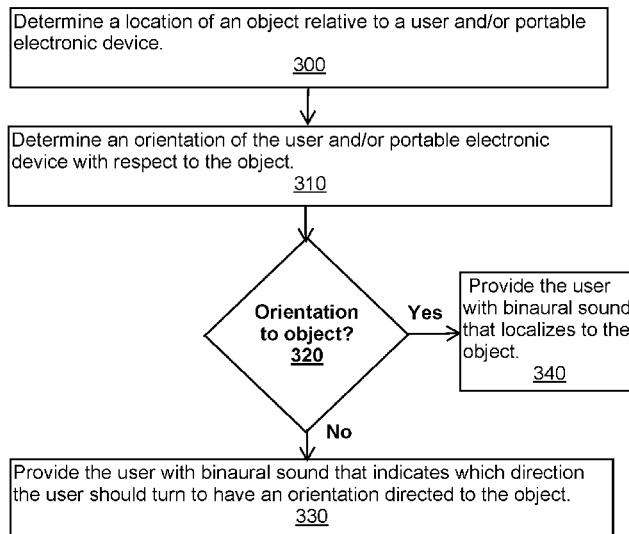 Determine a location of an object relative to a user and/or portable
electronic device.
300
Determine an orientation of the user and/or portable electronic
device with respect to the object.
310
Orientation
to object?
320
Yes
Provide the user
with binaural sound
that localizes to the
object.
340
No
Provide the user with binaural sound that indicates which direction
the user should turn to have an orientation directed to the object.
330